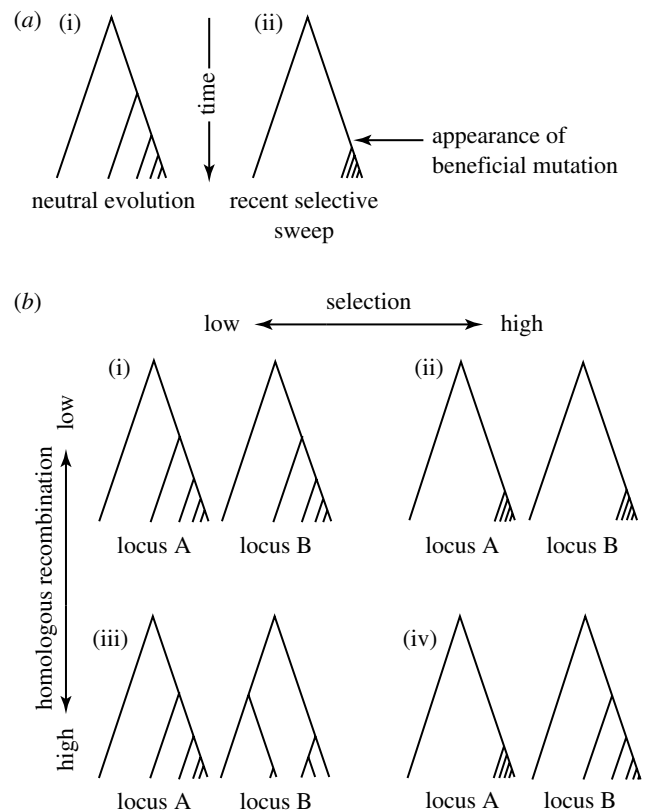 (a) (i) (ii)
time
appearance of
beneficial mutation
neutral evolution
recent selective
sweep
(b)
selection
low
high
homologous recombination
low
high
(i) (ii)
locus A locus B locus A locus B
(iii) (iv)
locus A locus B locus A locus B